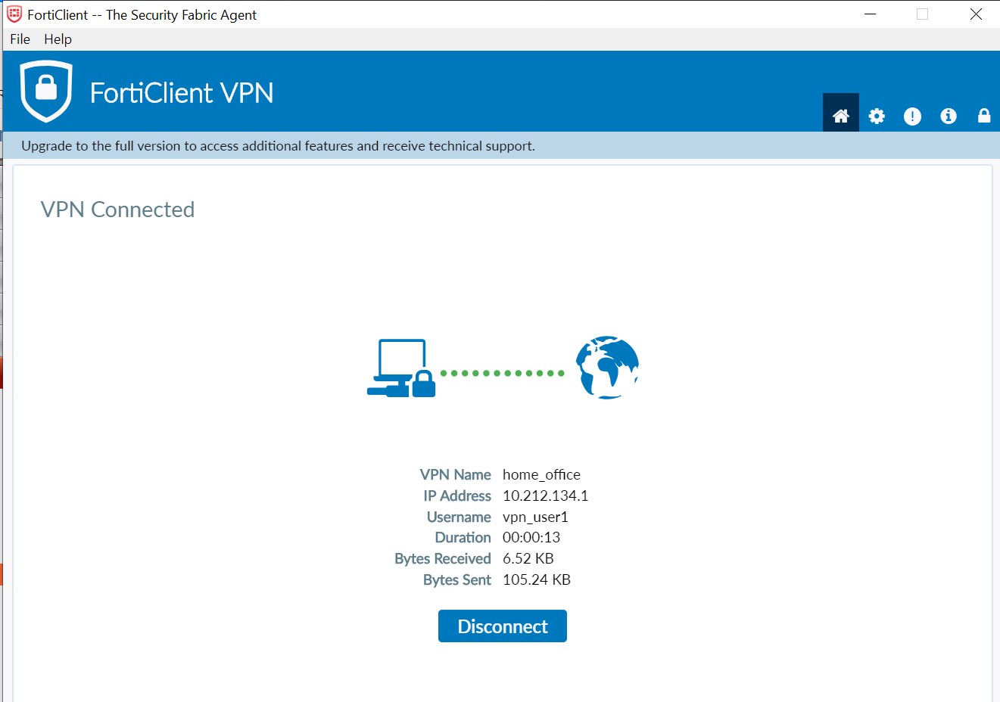 FortiClient -- The Security Fabric Agent
File Help
FortiClient VPN
Upgrade to the full version to access additional features and receive technical support.
VPN Connected
VPN Name home_office
IP Address 10.212.134.1
Username vpn_user1
Duration 00:00:13
Bytes Received 6.52 KB
Bytes Sent 105.24 KB
Disconnect